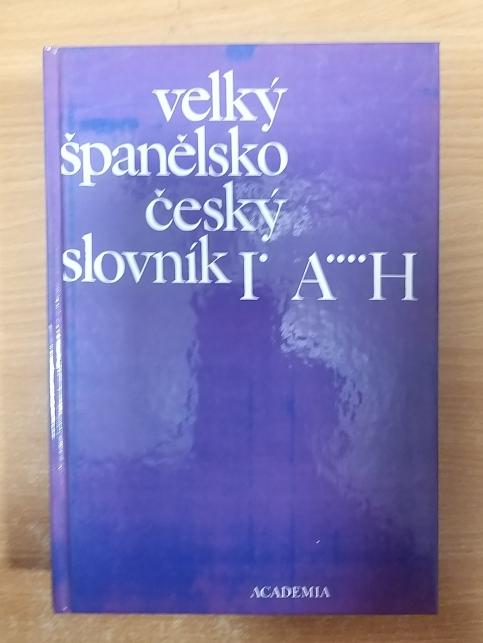 velký
španělsko
český
slovník I˙ A˙˙˙˙H
ACADEMIA